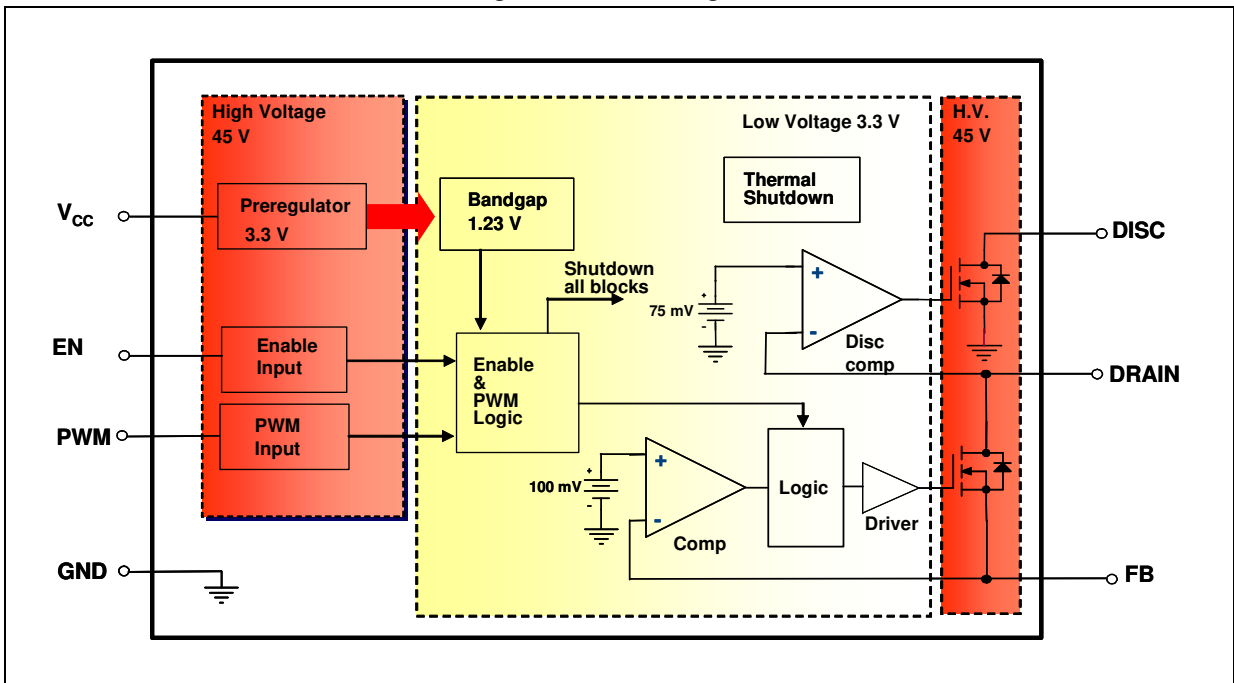 High Voltage
45 V
Low Voltage 3.3 V
H.V.
45 V
Thermal
Shutdown
Preregulator
3.3 V
Bandgap
1.23 V
VCC
DISC
Shutdown
all blocks
+
+
75 mV
-
-
Disc
comp
EN
Enable
Input
Enable
&
PWM
Logic
DRAIN
PWM
PWM
Input
+
+
100 mV
-
-
Comp
Logic
Driver
GND
FB